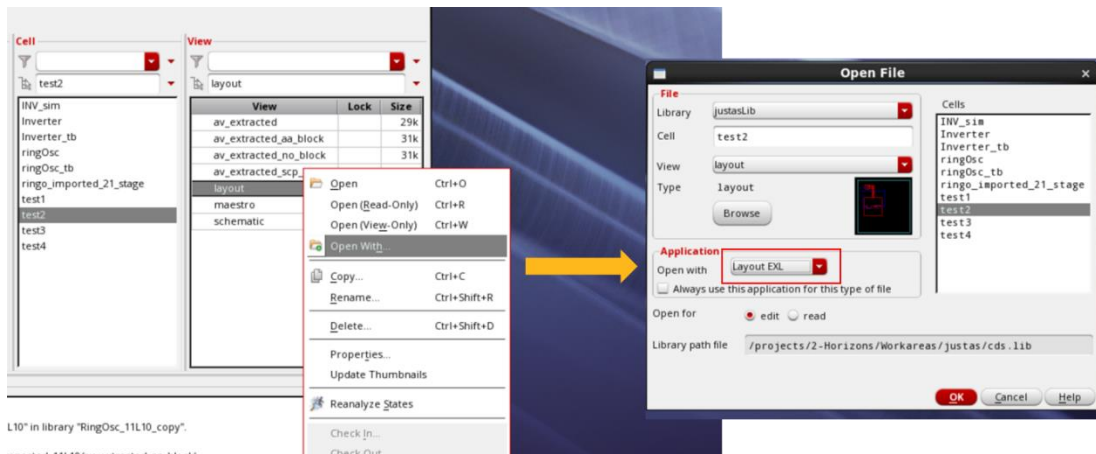 Cell
View
test2
layout
INV_sim
Inverter
Inverter_tb
ringOsc
ringOsc_tb
ringo_imported_21_stage
test1
test2
test3
test4
View Lock Size
av_extracted 29k
av_extracted_aa_block 31k
av_extracted_no_block 31k
av_extracted_scp_
layout
maestro
schematic
Open Ctrl+O
Open (Read-Only) Ctrl+R
Open (View-Only) Ctrl+W
Open With...
Copy... Ctrl+C
Rename... Ctrl+Shift+R
Delete... Ctrl+Shift+D
Properties...
Update Thumbnails
Reanalyze States
Check In...
Check Out
L10" in library "RingOsc_11L10_copy".
Open File
File
Library justasLib
Cell test2
View layout
Type layout
Browse
Application
Open with Layout EXL
Always use this application for this type of file
Open for edit read
Library path file /projects/2-Horizons/Workareas/justas/cds.lib
Cells
INV_sim
Inverter
Inverter_tb
ringOsc
ringOsc_tb
ringo_imported_21_stage
test1
test2
test3
test4
OK Cancel Help